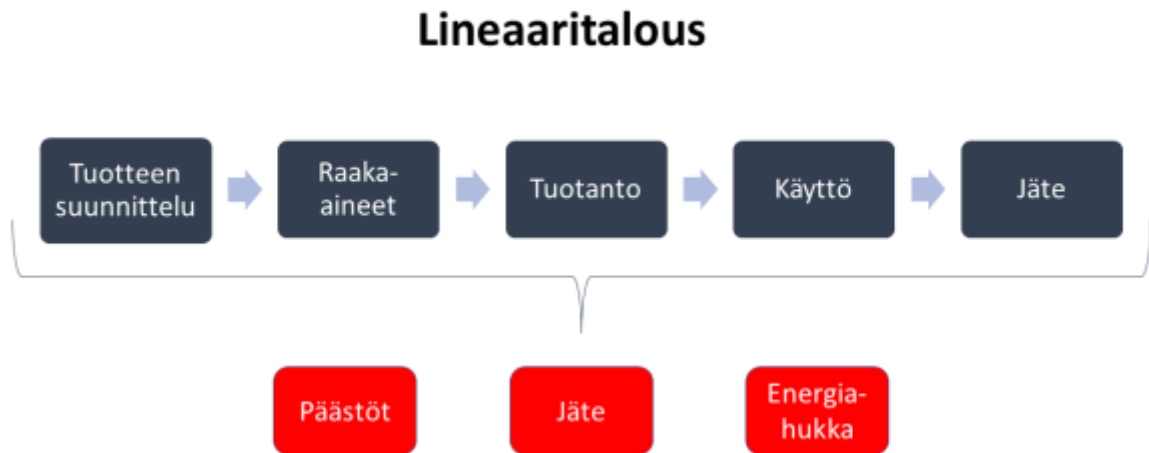 Lineaaritalous
Tuotteen
suunnittelu
Raaka-
aineet
Tuotanto
Käyttö
Jäte
Päästöt
Jäte
Energia-
hukka